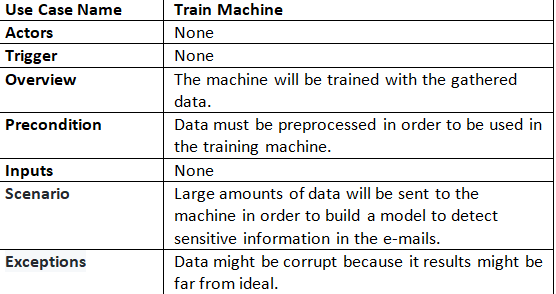 Use Case Name Train Machine
Actors None
Trigger None
Overview The machine will be trained with the gathered
data.
Precondition Data must be preprocessed in order to be used in
the training machine.
Inputs None
Scenario Large amounts of data will be sent to the
machine in order to build a model to detect
sensitive information in the e-mails.
Exceptions Data might be corrupt because it results might be
far from ideal.